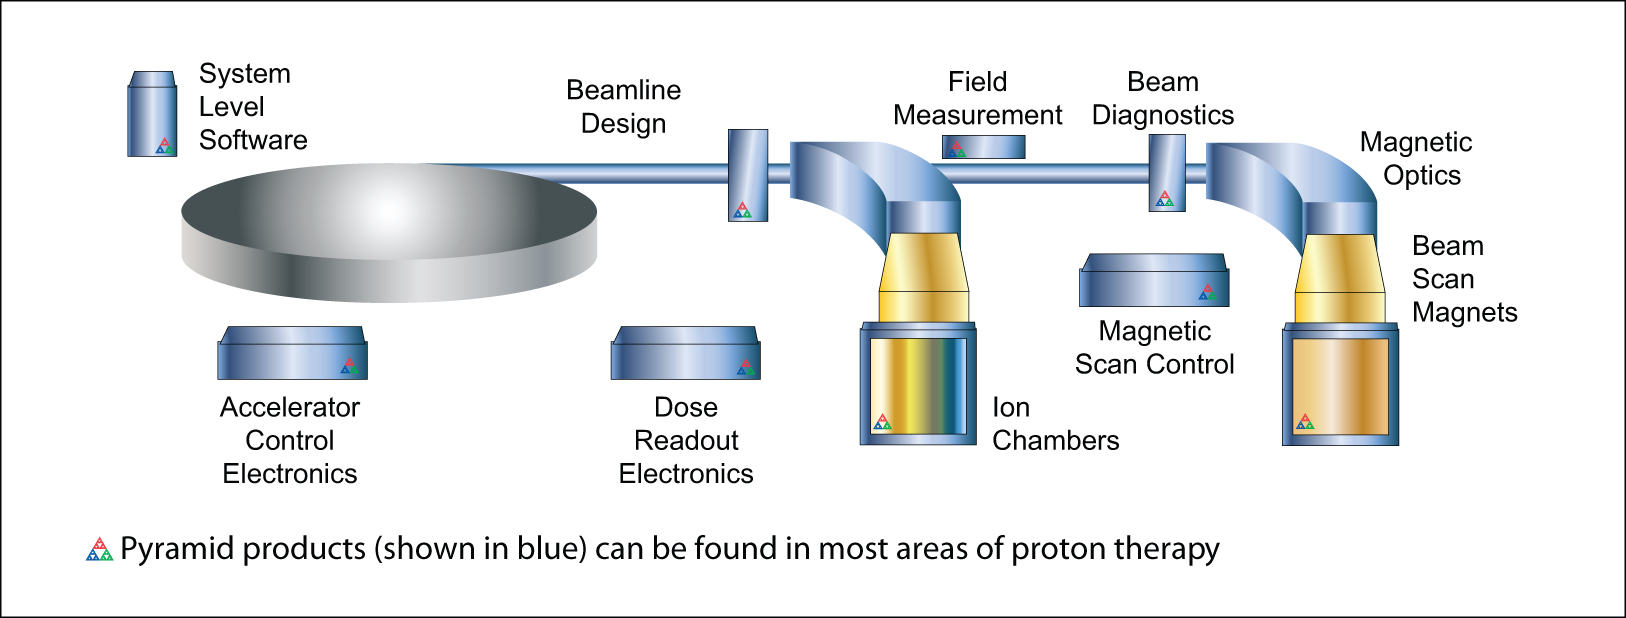 System
Level
Software
Beamline
Design
Field
Measurement
Beam
Diagnostics
Magnetic
Optics
Beam
Scan
Magnets
Magnetic
Scan Control
Accelerator
Control
Electronics
Dose
Readout
Electronics
Ion
Chambers
Pyramid products (shown in blue) can be found in most areas of proton therapy